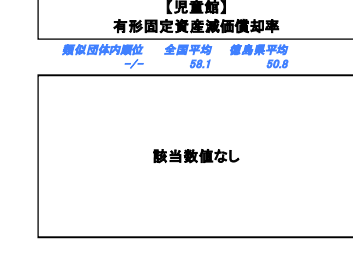 【児童館】
有形固定資産減価償却率
類似団体内順位 全国平均 徳島県平均
-/- 58.1 50.8
該当数値なし